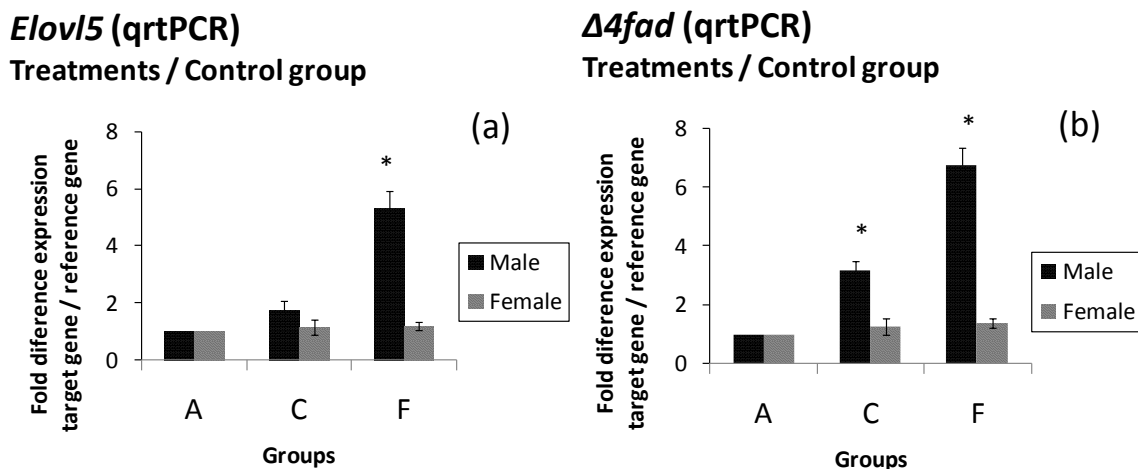 Elovl5 (qrtPCR)
Treatments / Control group
(a)
Fold diference expression
target gene / reference gene
8
6
4
2
0
*
Male
Female
A C F
Groups
Δ4fad (qrtPCR)
Treatments / Control group
(b)
Fold diference expression
target gene / reference gene
8
6
4
2
0
*
*
Male
Female
A C F
Groups